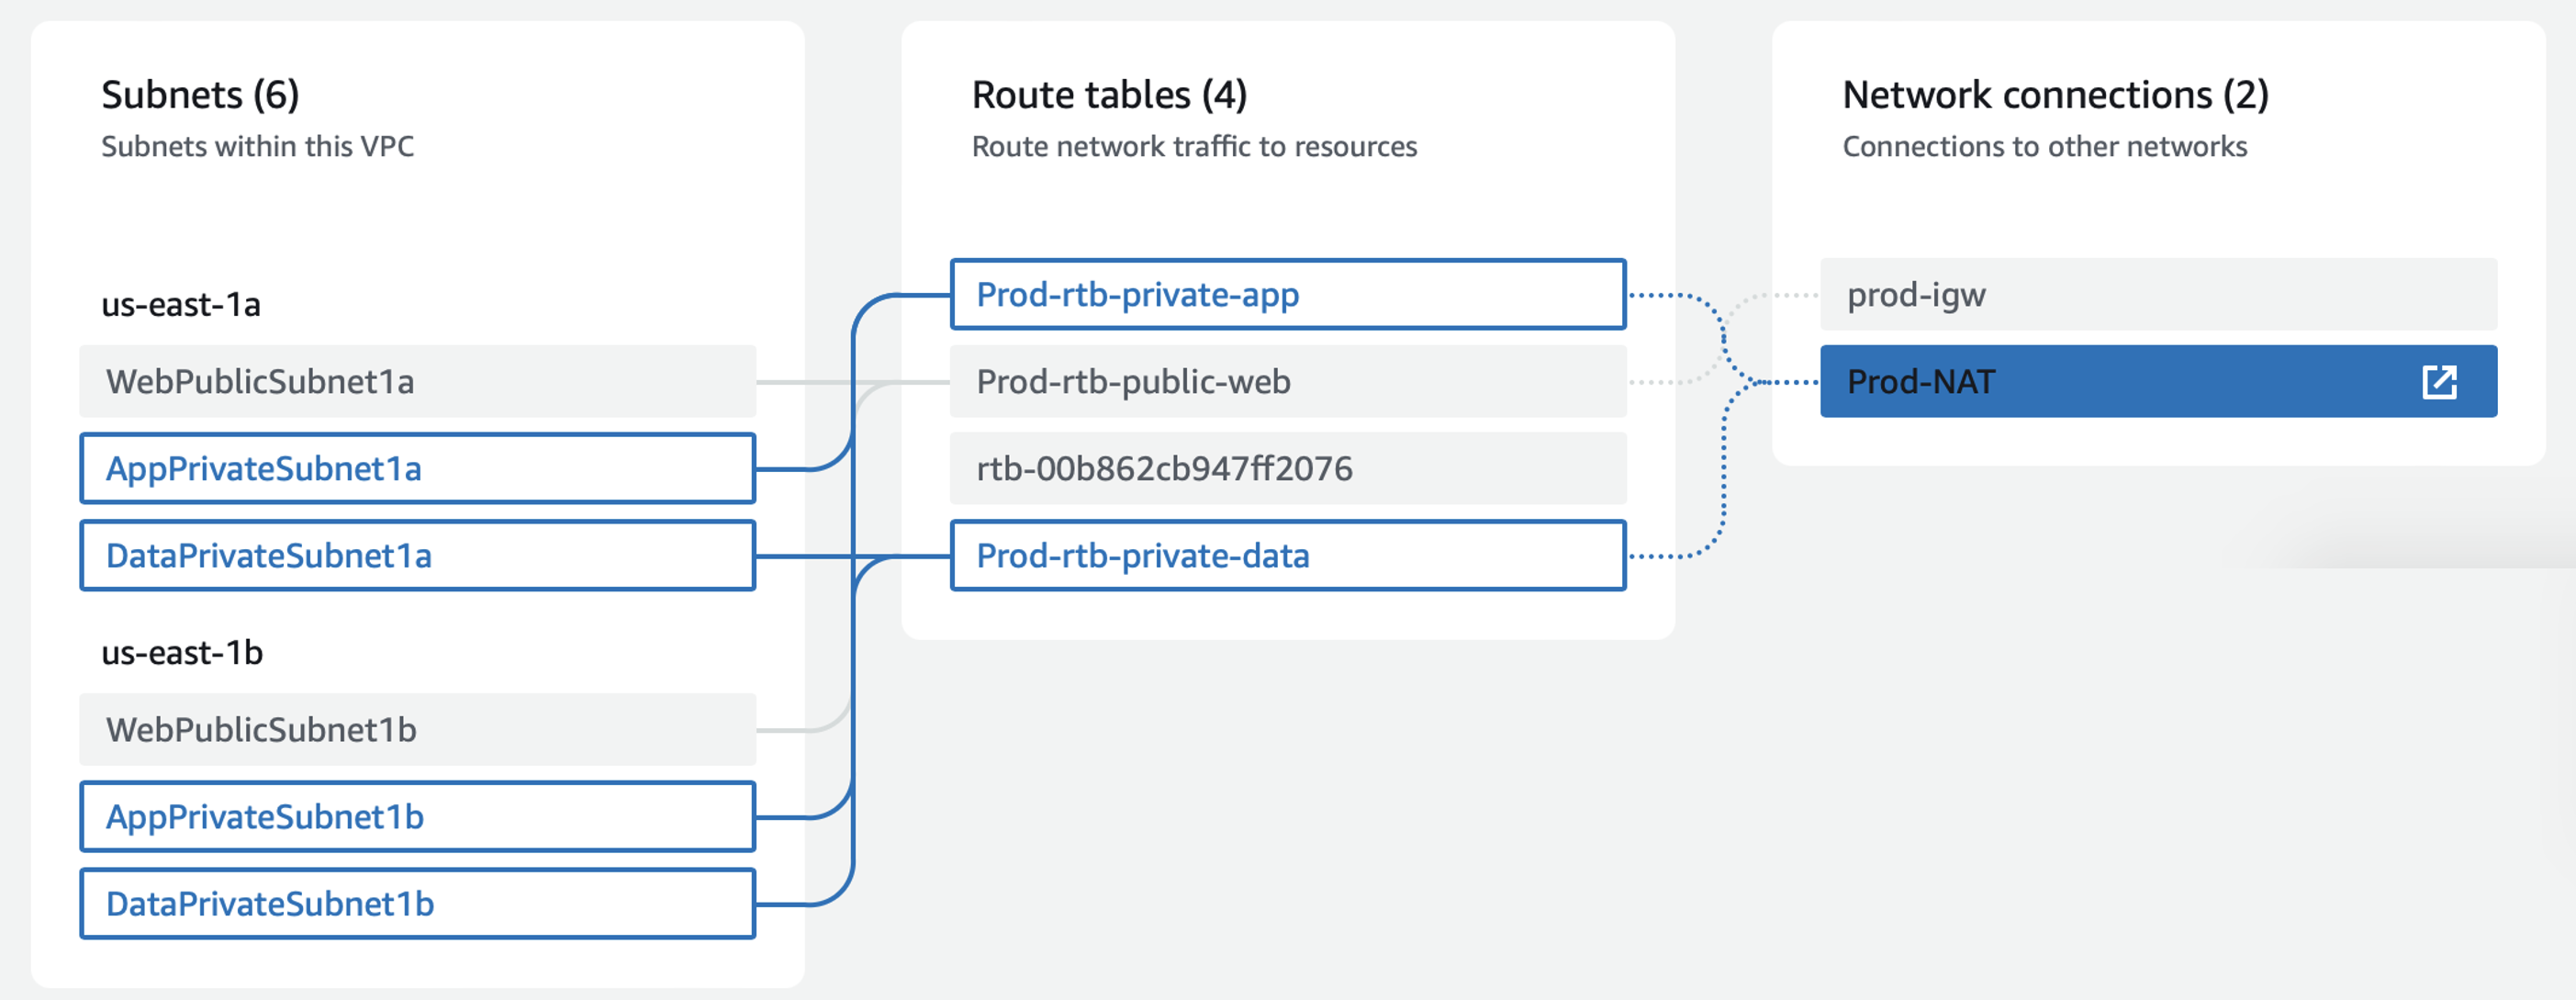 Subnets (6)
Subnets within this VPC
us-east-1a
WebPublicSubnet1a
AppPrivateSubnet1a
DataPrivateSubnet1a
us-east-1b
WebPublicSubnet1b
AppPrivateSubnet1b
DataPrivateSubnet1b
Route tables (4)
Route network traffic to resources
Prod-rtb-private-app
Prod-rtb-public-web
rtb-00b862cb947ff2076
Prod-rtb-private-data
Network connections (2)
Connections to other networks
prod-igw
Prod-NAT